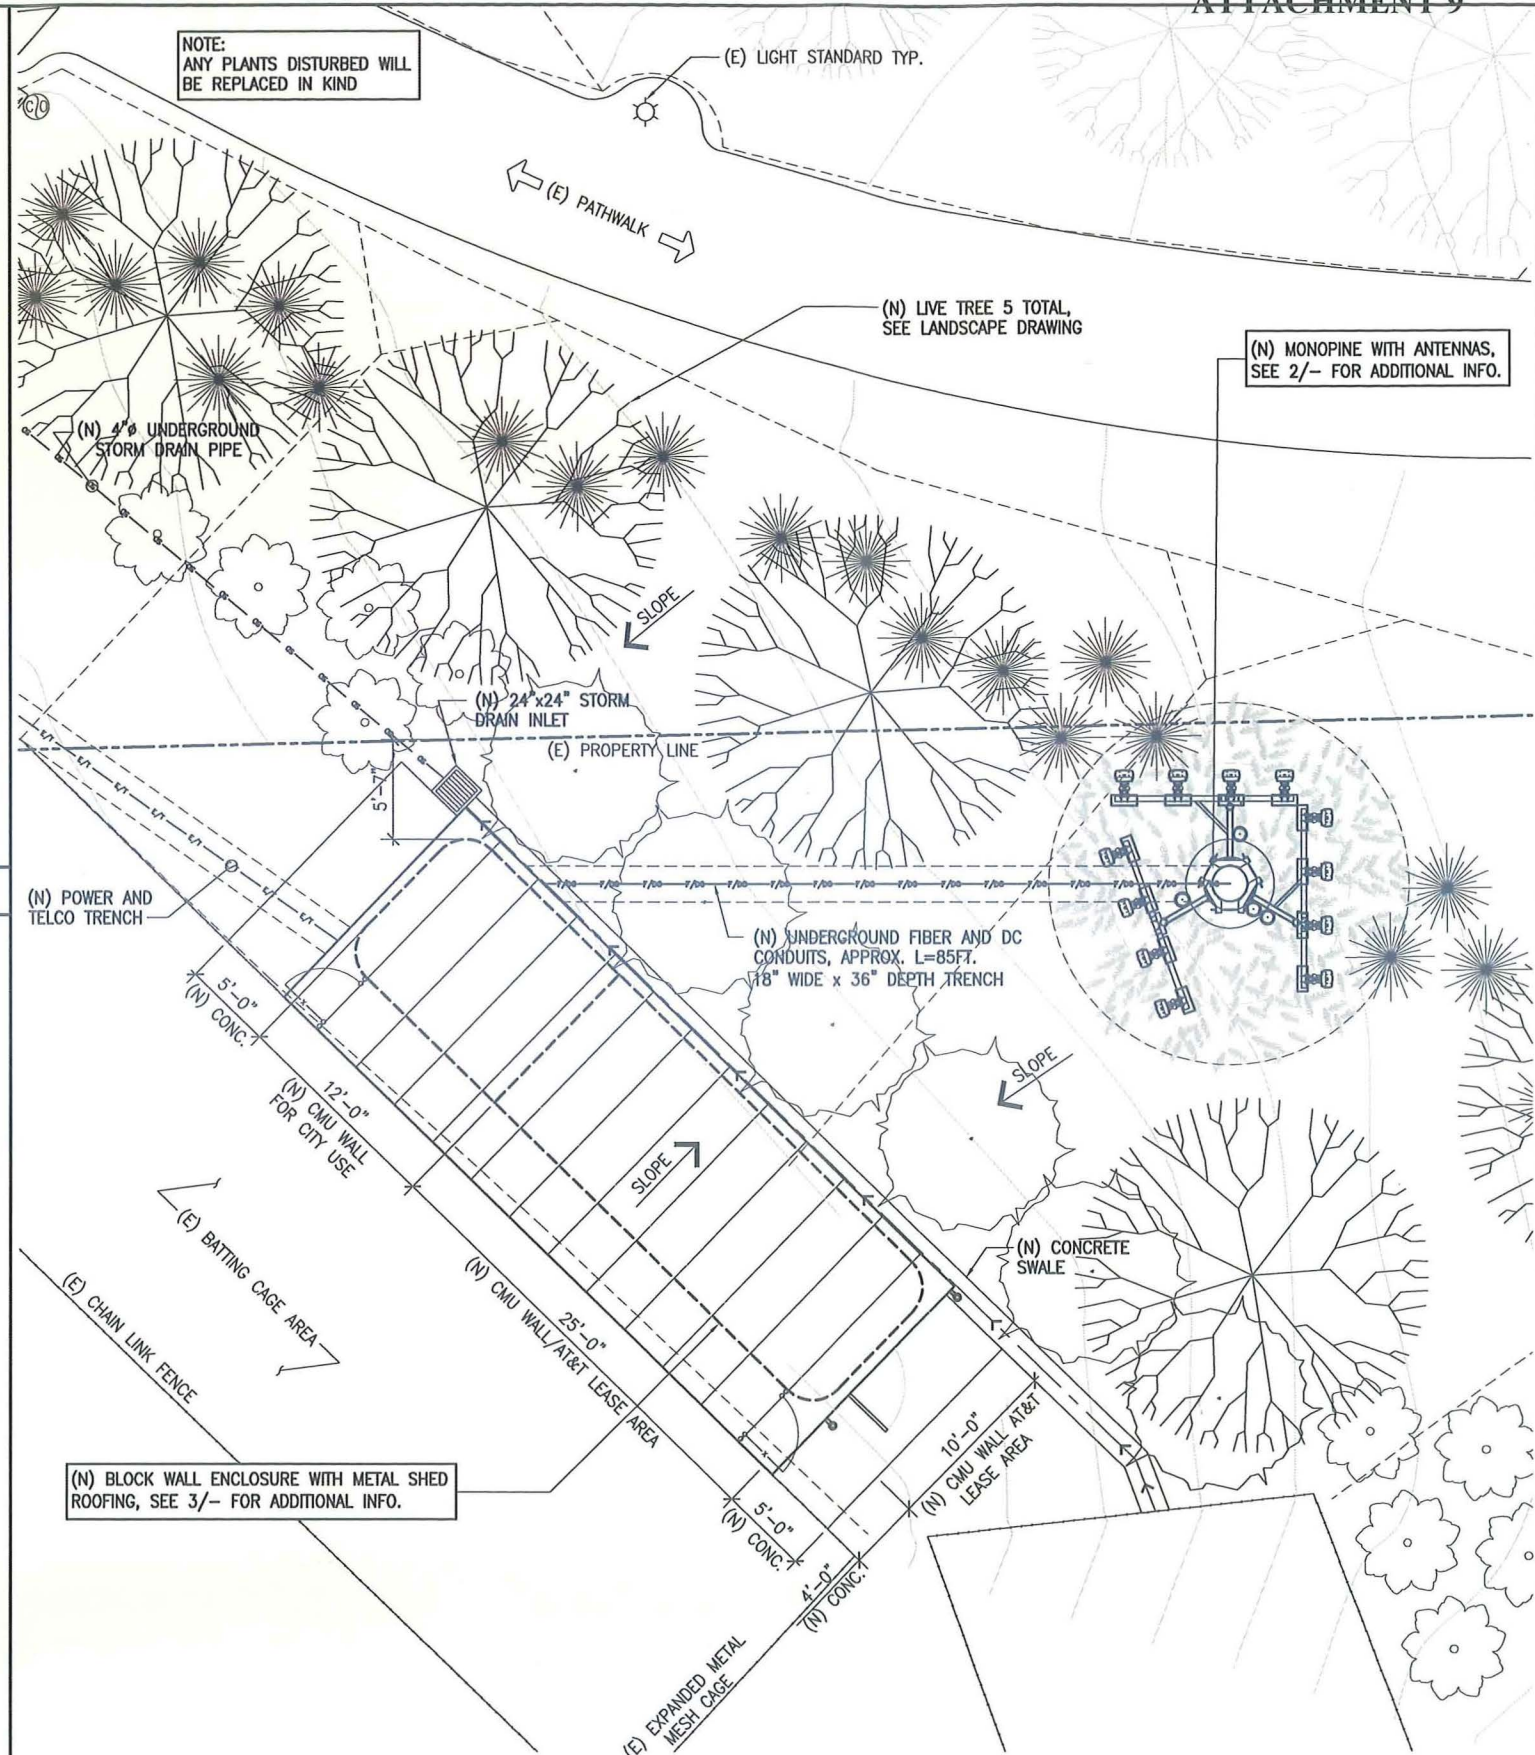 ATTACHMENT 9
NOTE:
ANY PLANTS DISTURBED WILL
BE REPLACED IN KIND
(E) LIGHT STANDARD TYP.
C/O
(E) PATHWALK
(N) LIVE TREE 5 TOTAL,
SEE LANDSCAPE DRAWING
(N) MONOPINE WITH ANTENNAS,
SEE 2/- FOR ADDITIONAL INFO.
(N) 4"ø UNDERGROUND
STORM DRAIN PIPE
SLOPE
(N) 24"x24" STORM
DRAIN INLET
(E) PROPERTY LINE
5'-7"
(N) POWER AND
TELCO TRENCH
(N) UNDERGROUND FIBER AND DC
CONDUITS, APPROX. L=85FT.
18" WIDE x 36" DEPTH TRENCH
5'-0"
(N) CONC.
12'-0"
(N) CMU WALL
FOR CITY USE
SLOPE
SLOPE
(E) BATTING CAGE AREA
(N) CONCRETE
SWALE
(E) CHAIN LINK FENCE
25'-0"
(N) CMU WALL/AT&T LEASE AREA
10'-0"
(N) CMU WALL AT&T
LEASE AREA
(N) BLOCK WALL ENCLOSURE WITH METAL SHED
ROOFING, SEE 3/- FOR ADDITIONAL INFO.
5'-0"
(N) CONC.
4'-0"
(N) CONC.
(E) EXPANDED METAL
MESH CAGE